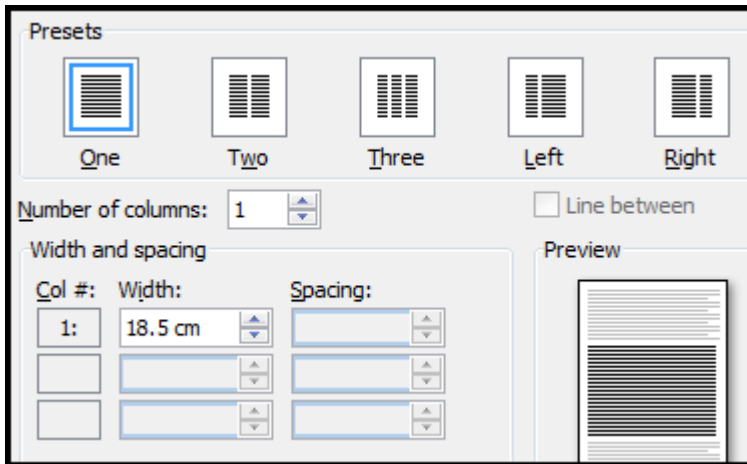 Presets
One Two Three Left Right
Number of columns: 1 Line between
Width and spacing Preview
Col #: Width: Spacing:
1: 18.5 cm